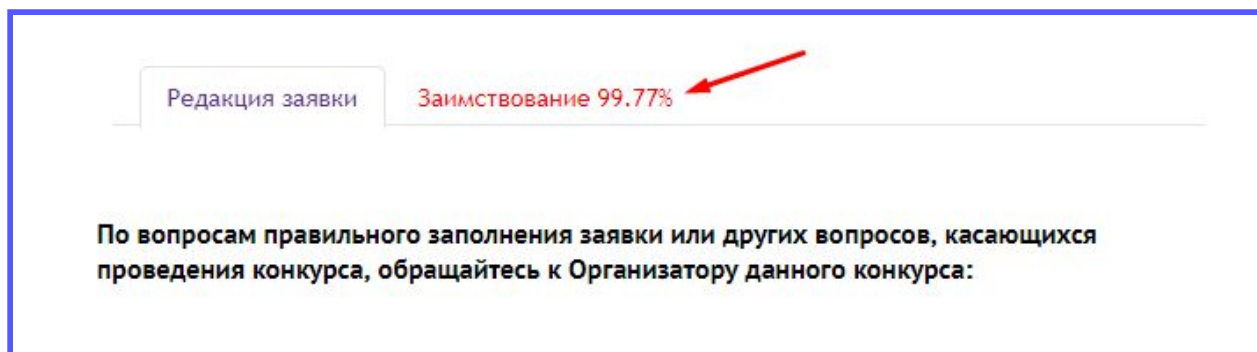 Редакция заявки Заимствование 99.77%
По вопросам правильного заполнения заявки или других вопросов, касающихся
проведения конкурса, обращайтесь к Организатору данного конкурса: